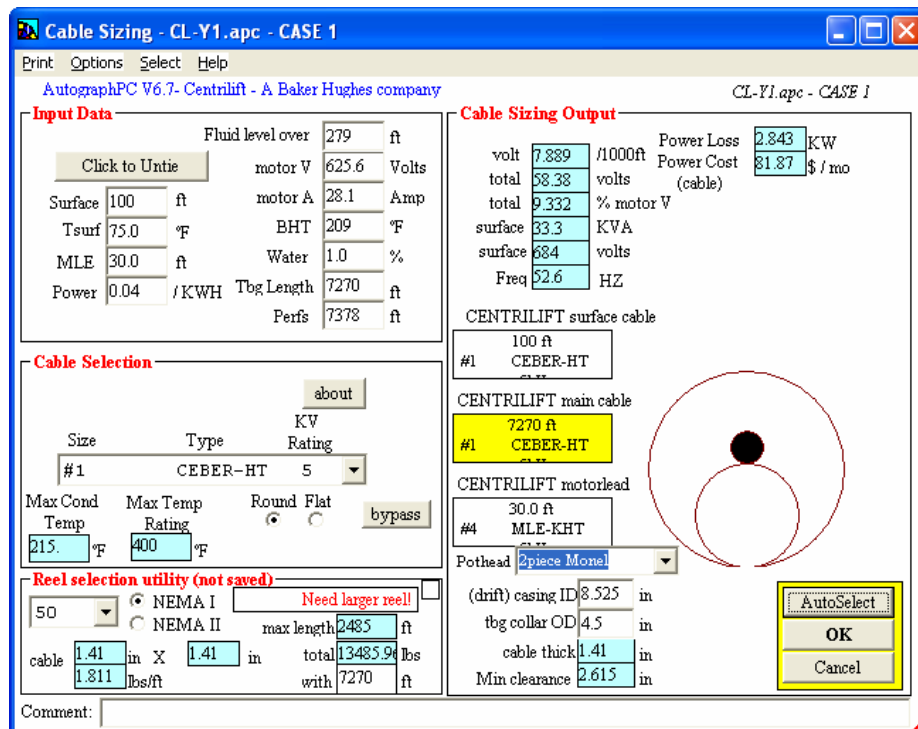 Cable Sizing - CL-Y1.apc - CASE 1
Print Options Select Help
AutographPC V6.7- Centrilift - A Baker Hughes company
CL-Y1.apc - CASE 1
Input Data
Fluid level over 279 ft
Click to Untie
motor V 625.6 Volts
Surface 100 ft
motor A 28.1 Amp
Tsurf 75.0 ºF
BHT 209 ºF
MLE 30.0 ft
Water 1.0 %
Power 0.04 / KWH
Tbg Length 7270 ft
Perfs 7378 ft
Cable Selection
about
Size Type KV Rating
#1 CEBER-HT 5
Max Cond Temp 215. ºF
Max Temp Rating 400 ºF
Round Flat
bypass
Reel selection utility (not saved)
50
NEMA I
NEMA II
Need larger reel!
max length 2485 ft
cable 1.41 in X 1.41 in
total 13485.96 lbs
1.811 lbs/ft
with 7270 ft
Cable Sizing Output
volt 7.889 /1000ft
total 58.38 volts
total 9.332 % motor V
surface 33.3 KVA
surface 684 volts
Freq 52.6 HZ
Power Loss 2.843 KW
Power Cost (cable) 81.87 $ / mo
CENTRILIFT surface cable
100 ft
#1 CEBER-HT
CENTRILIFT main cable
7270 ft
#1 CEBER-HT
CENTRILIFT motorlead
30.0 ft
#4 MLE-KHT
Pothead 2piece Monel
(drift) casing ID 8.525 in
tbg collar OD 4.5 in
cable thick 1.41 in
Min clearance 2.615 in
AutoSelect
OK
Cancel
Comment: